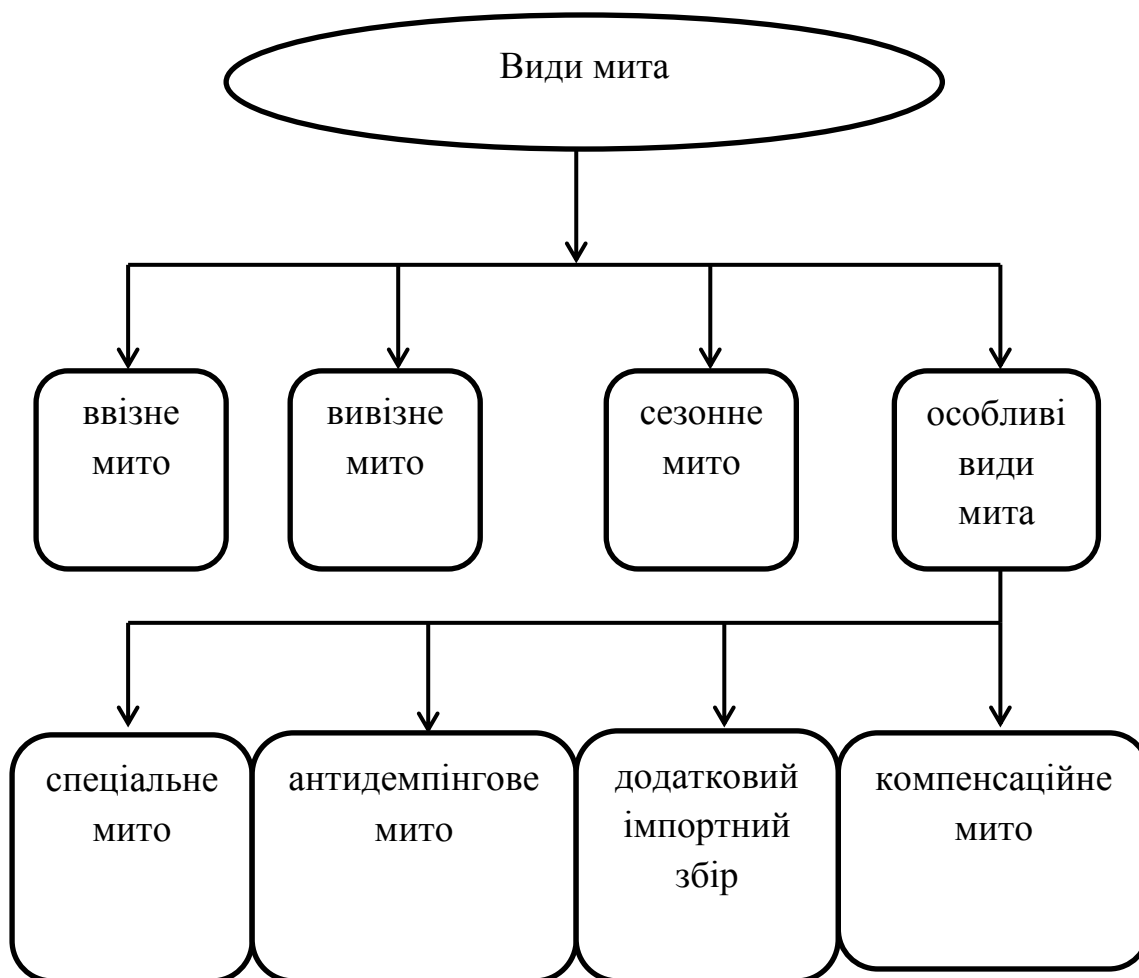 Види мита
ввізне
мито
вивізне
мито
сезонне
мито
особливі
види
мита
спеціальне
мито
антидемпінгове
мито
додатковий
імпортний
збір
компенсаційне
мито